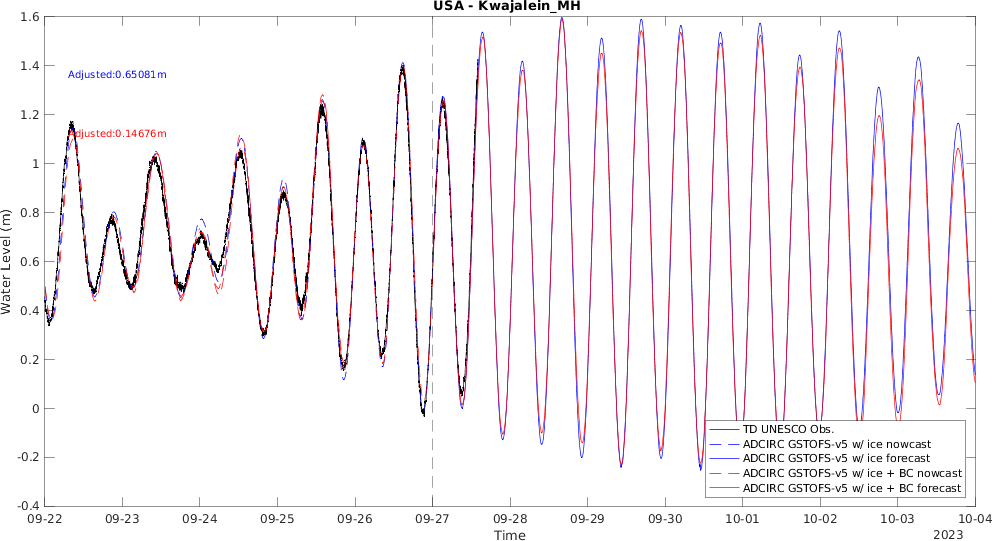 USA - Kwajalein_MH
1.6
1.4
1.2
1
0.8
0.6
0.4
0.2
0
-0.2
-0.4
Water Level (m)
Adjusted:0.65081m
Adjusted:0.14676m
TD UNESCO Obs.
ADCIRC GSTOFS-v5 w/ ice nowcast
ADCIRC GSTOFS-v5 w/ ice forecast
ADCIRC GSTOFS-v5 w/ ice + BC nowcast
ADCIRC GSTOFS-v5 w/ ice + BC forecast
09-22 09-23 09-24 09-25 09-26 09-27 09-28 09-29 09-30 10-01 10-02 10-03 10-04
Time
2023